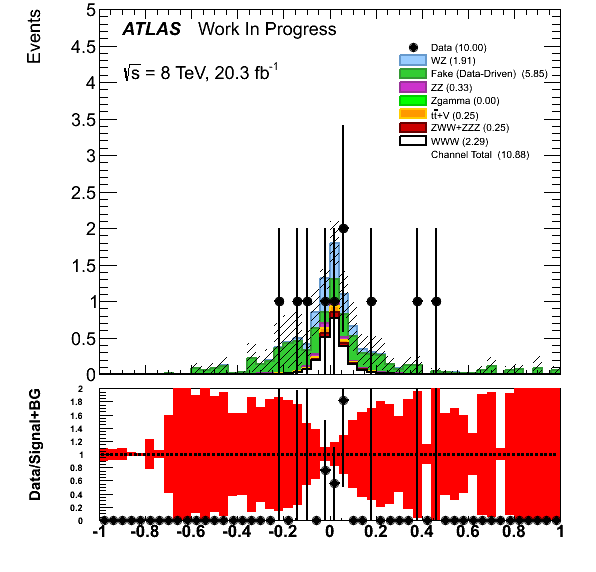 Events
5
4.5
4
3.5
3
2.5
2
1.5
1
0.5
0
ATLAS Work In Progress
√s = 8 TeV, 20.3 fb-1
Data (10.00)
WZ (1.91)
Fake (Data-Driven) (5.85)
ZZ (0.33)
Zgamma (0.00)
tt̄+V (0.25)
ZWW+ZZZ (0.25)
WWW (2.29)
Channel Total (10.88)
Data/Signal+BG
2
1.8
1.6
1.4
1.2
1
0.8
0.6
0.4
0.2
0
-1 -0.8 -0.6 -0.4 -0.2 0 0.2 0.4 0.6 0.8 1